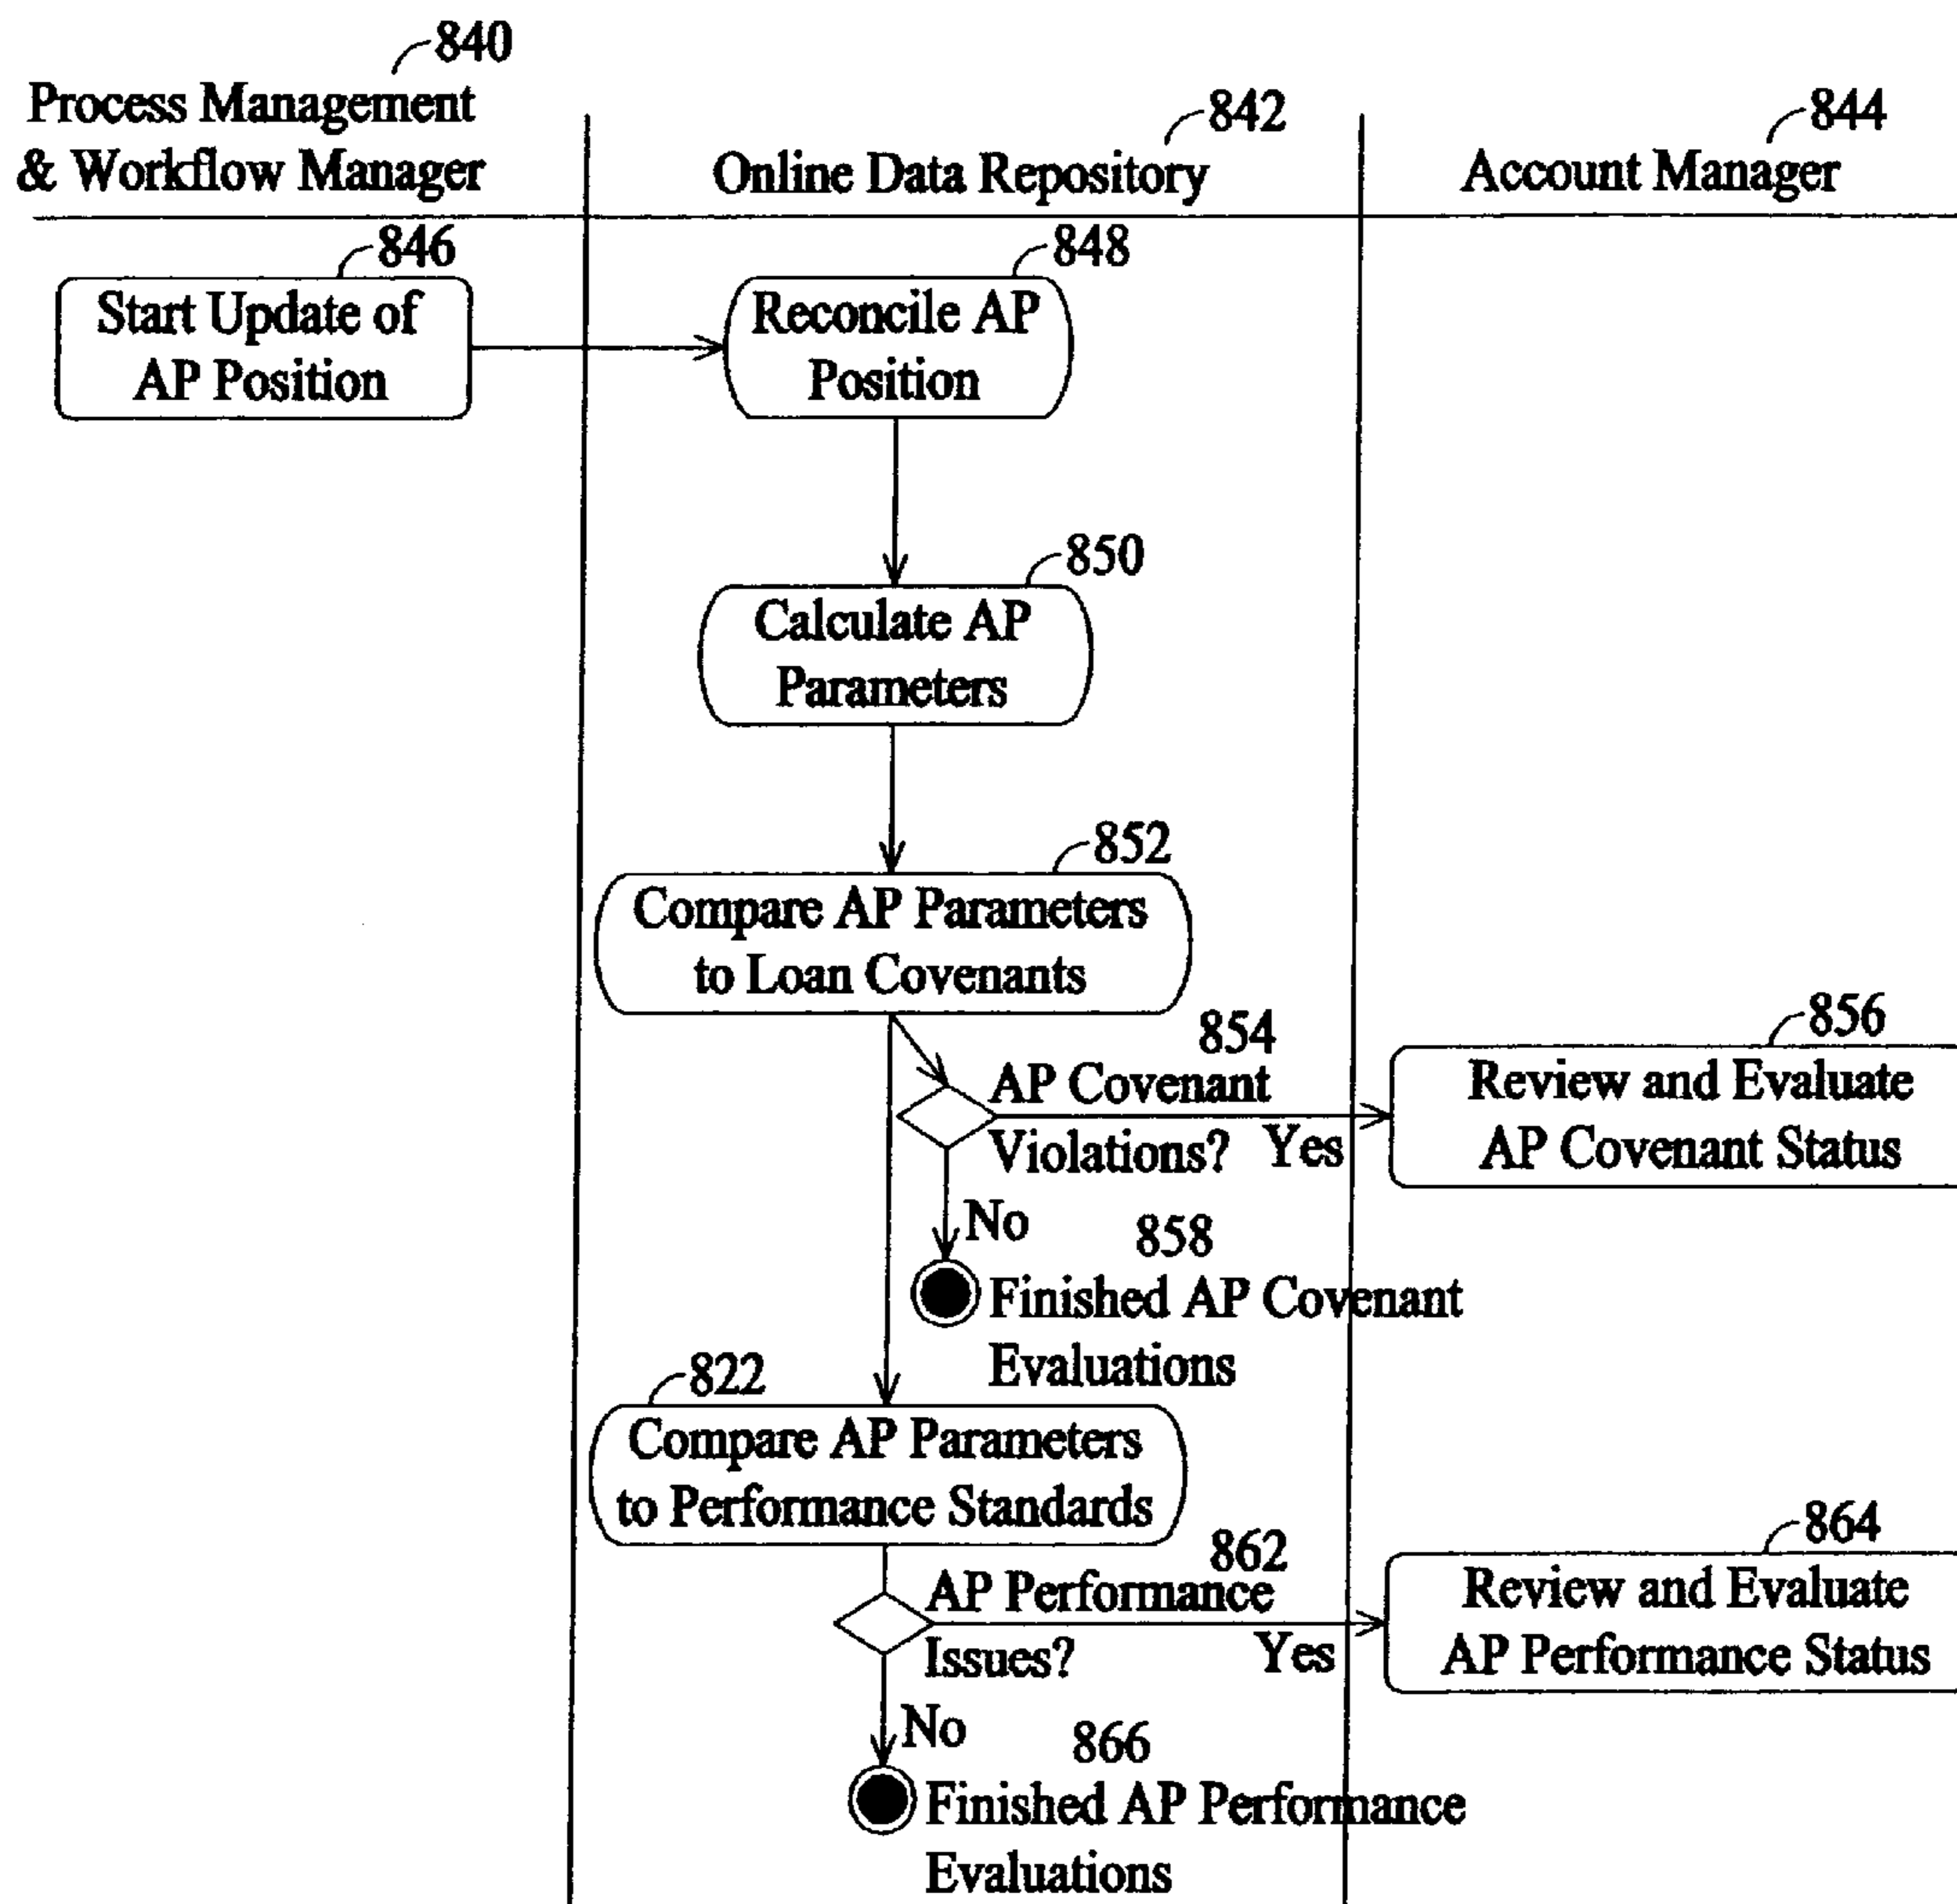 840
Process Management
& Workflow Manager
842
Online Data Repository
844
Account Manager
846
Start Update of
AP Position
848
Reconcile AP
Position
850
Calculate AP
Parameters
852
Compare AP Parameters
to Loan Covenants
854
AP Covenant
Violations? Yes
856
Review and Evaluate
AP Covenant Status
No
858
Finished AP Covenant
Evaluations
822
Compare AP Parameters
to Performance Standards
862
AP Performance
Issues? Yes
864
Review and Evaluate
AP Performance Status
No
866
Finished AP Performance
Evaluations